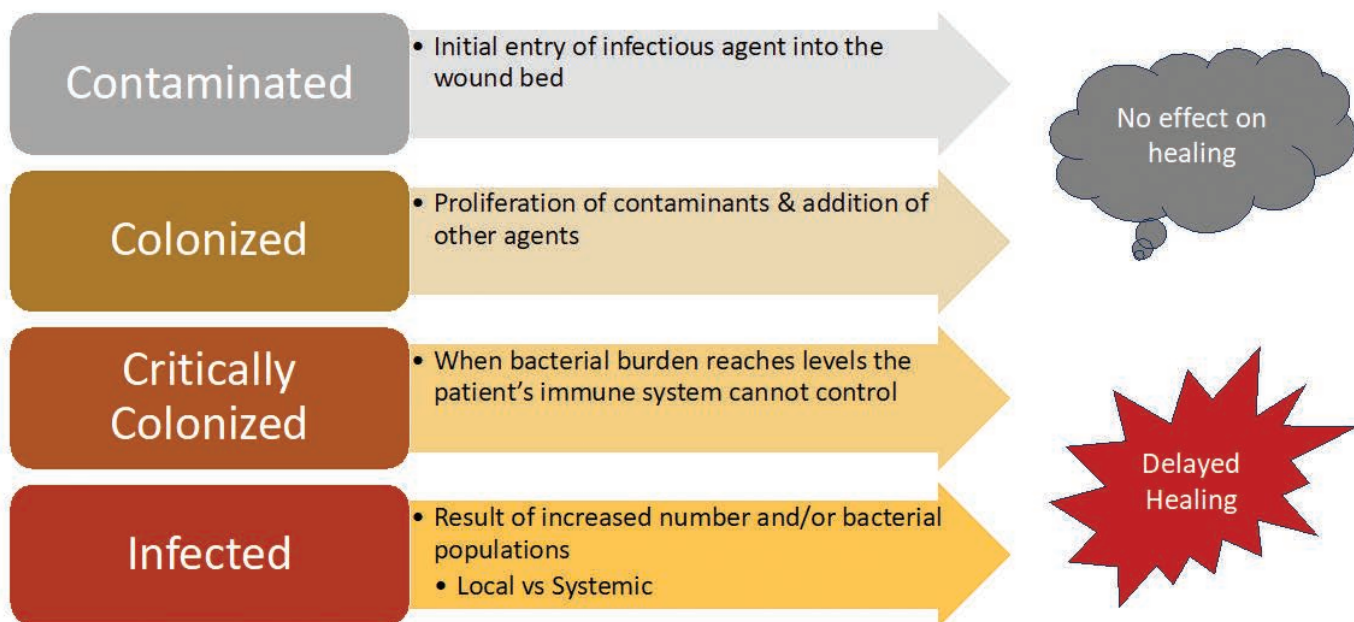 Contaminated
• Initial entry of infectious agent into the
wound bed
No effect on
healing
Colonized
• Proliferation of contaminants & addition of
other agents
Critically
Colonized
• When bacterial burden reaches levels the
patient’s immune system cannot control
Delayed
Healing
Infected
• Result of increased number and/or bacterial
populations
• Local vs Systemic